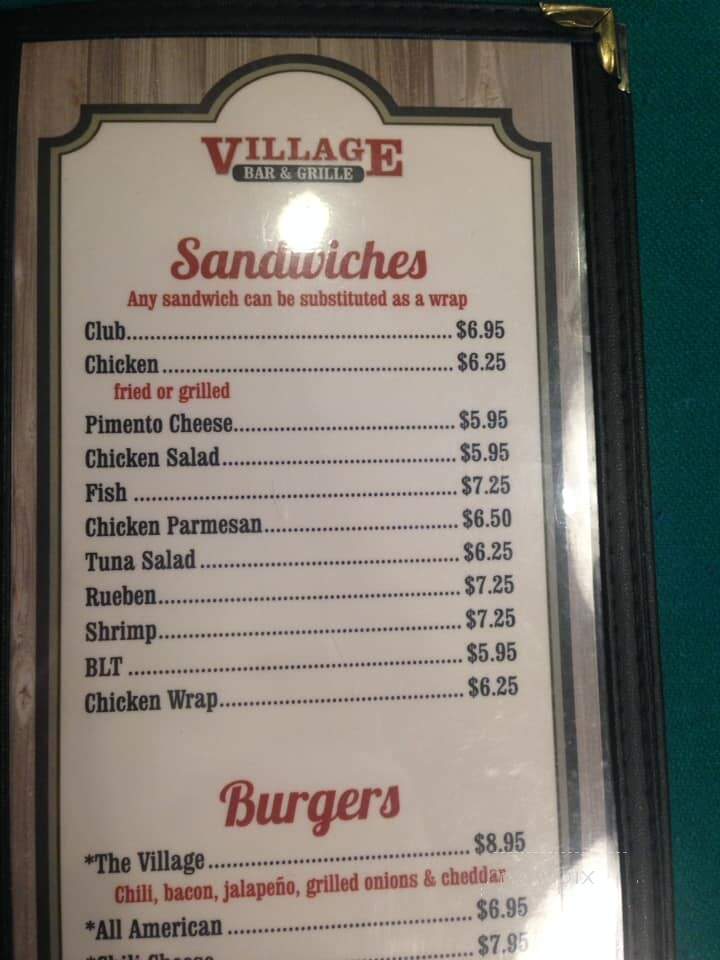 VILLAGE
BAR & GRILLE
Sandwiches
Any sandwich can be substituted as a wrap
Club.................................................... $6.95
Chicken............................................... $6.25
fried or grilled
Pimento Cheese.................................... $5.95
Chicken Salad...................................... $5.95
Fish .................................................... $7.25
Chicken Parmesan............................... $6.50
Tuna Salad .......................................... $6.25
Rueben................................................ $7.25
Shrimp................................................ $7.25
BLT ..................................................... $5.95
Chicken Wrap....................................... $6.25
Burgers
*The Village.......................................... $8.95
Chili, bacon, jalapeño, grilled onions & cheddar
*All American ....................................... $6.95
*Chili Cheese........................................ $7.95